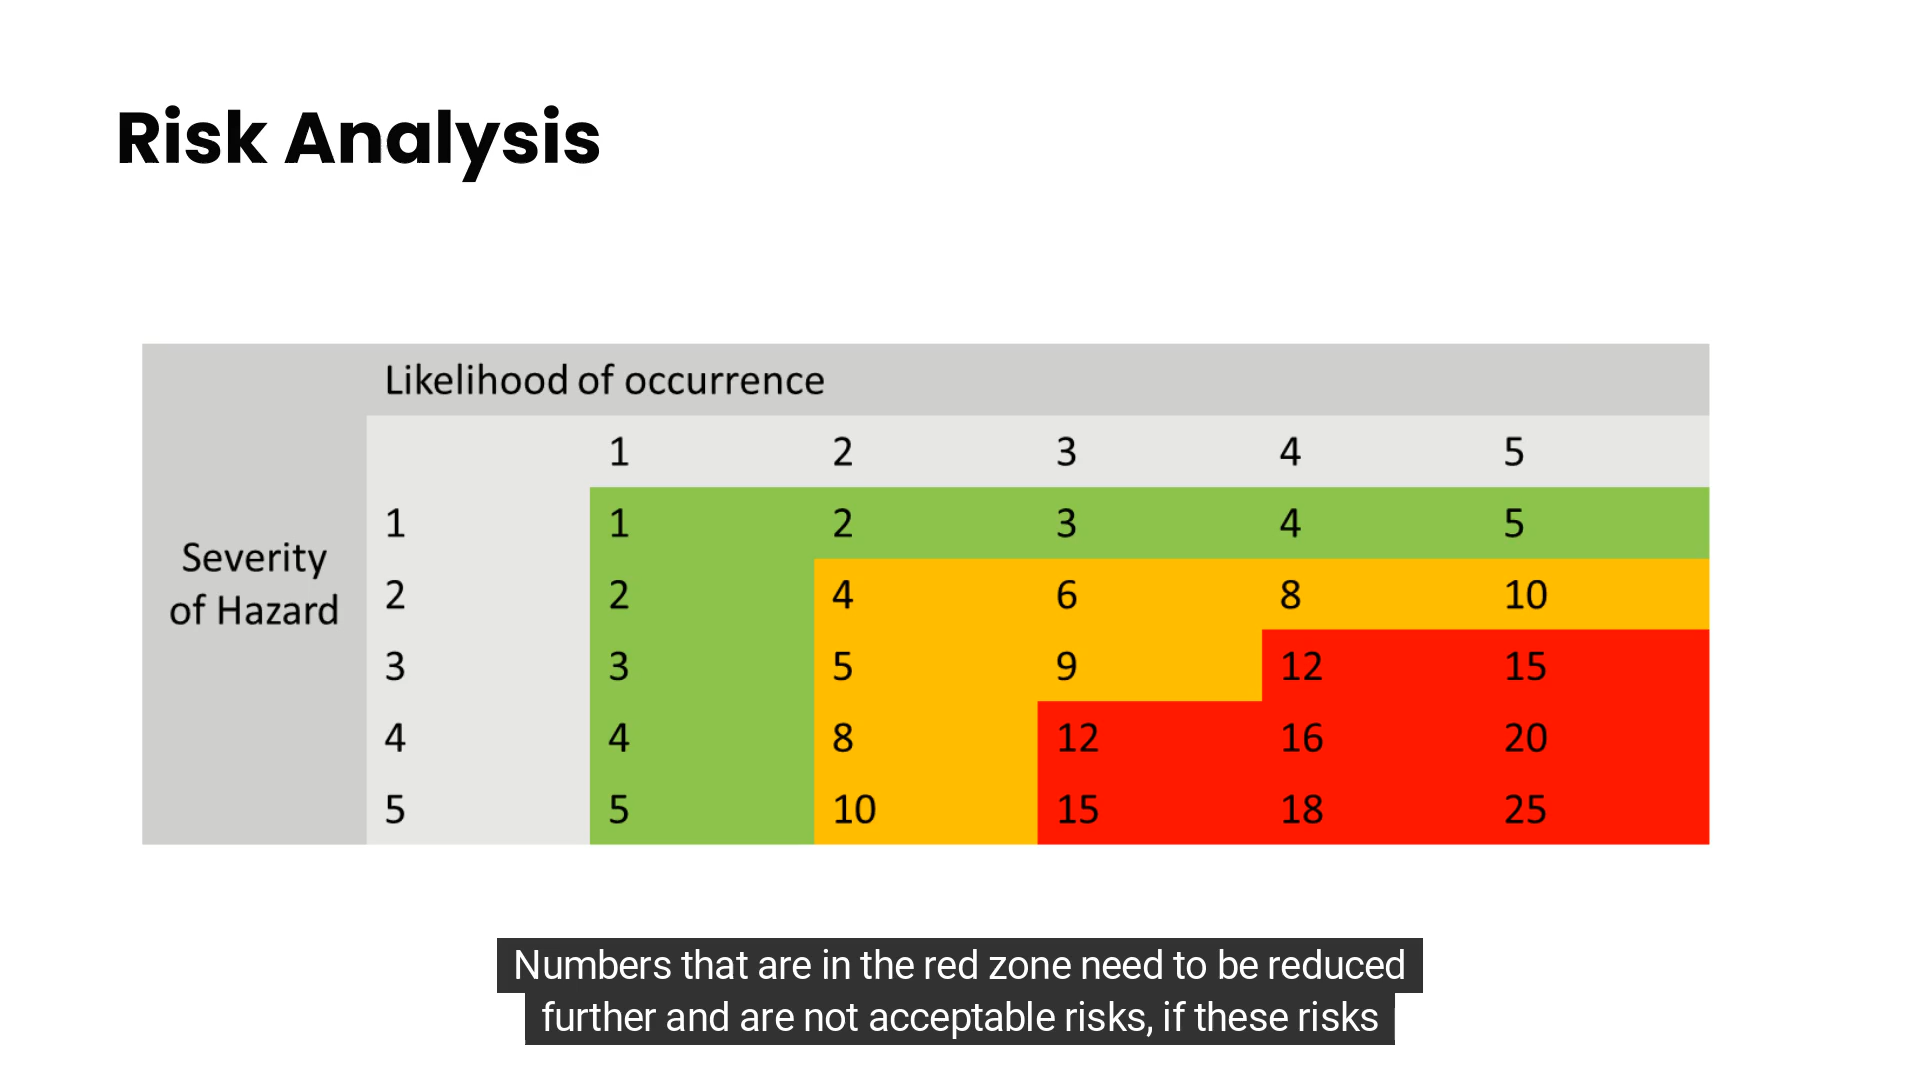 Risk Analysis
Likelihood of occurrence
1 2 3 4 5
Severity
of Hazard
1 1 2 3 4 5
2 2 4 6 8 10
3 3 5 9 12 15
4 4 8 12 16 20
5 5 10 15 18 25
Numbers that are in the red zone need to be reduced
further and are not acceptable risks, if these risks